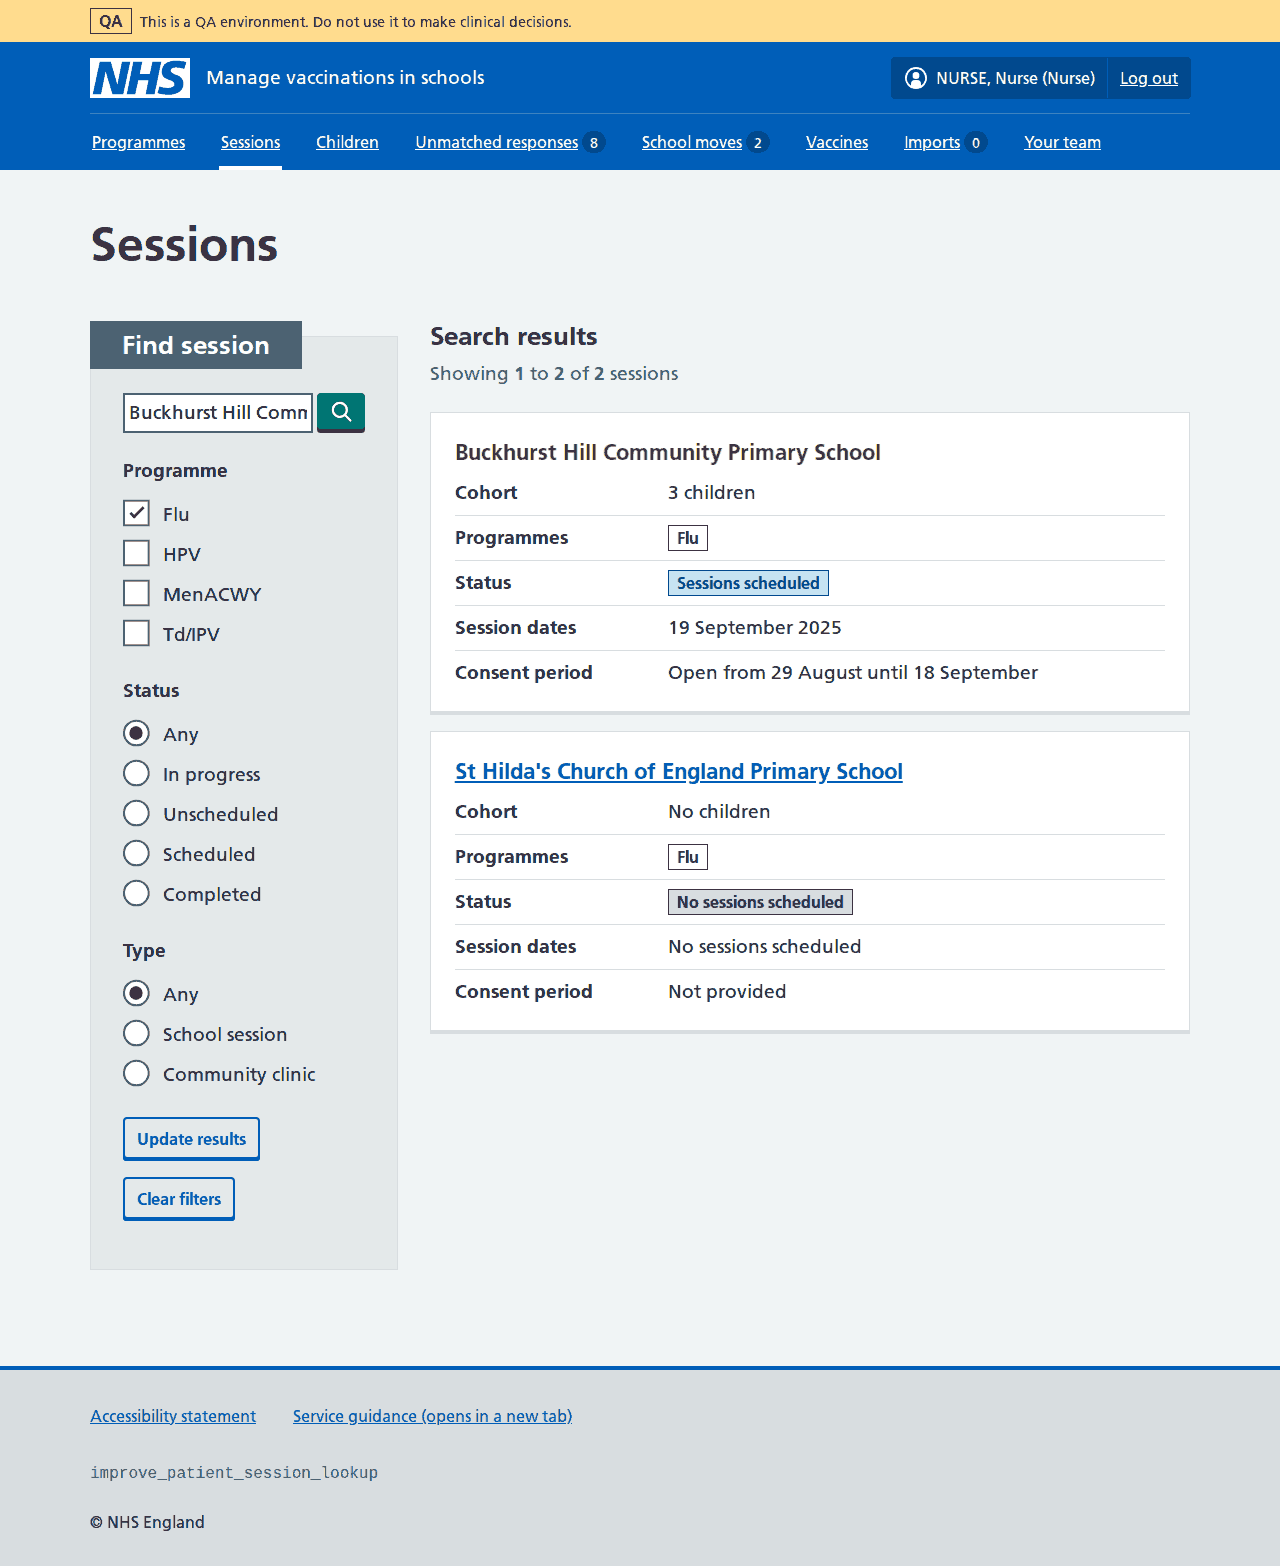 QA This is a QA environment. Do not use it to make clinical decisions.
NHS Manage vaccinations in schools NURSE, Nurse (Nurse) Log out
Programmes Sessions Children Unmatched responses 8 School moves 2 Vaccines Imports 0 Your team
Sessions
Find session
Buckhurst Hill Comm
Programme
Flu
HPV
MenACWY
Td/IPV
Status
Any
In progress
Unscheduled
Scheduled
Completed
Type
Any
School session
Community clinic
Update results
Clear filters
Search results
Showing 1 to 2 of 2 sessions
Buckhurst Hill Community Primary School
Cohort 3 children
Programmes Flu
Status Sessions scheduled
Session dates 19 September 2025
Consent period Open from 29 August until 18 September
St Hilda's Church of England Primary School
Cohort No children
Programmes Flu
Status No sessions scheduled
Session dates No sessions scheduled
Consent period Not provided
Accessibility statement Service guidance (opens in a new tab)
improve_patient_session_lookup
© NHS England